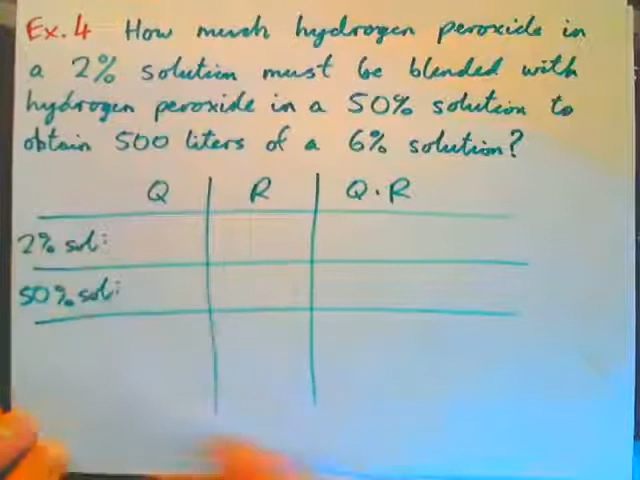 Ex. 4 How much hydrogen peroxide in
a 2% solution must be blended with
hydrogen peroxide in a 50% solution to
obtain 500 liters of a 6% solution?
Q R Q · R
2% sol:
50% sol: